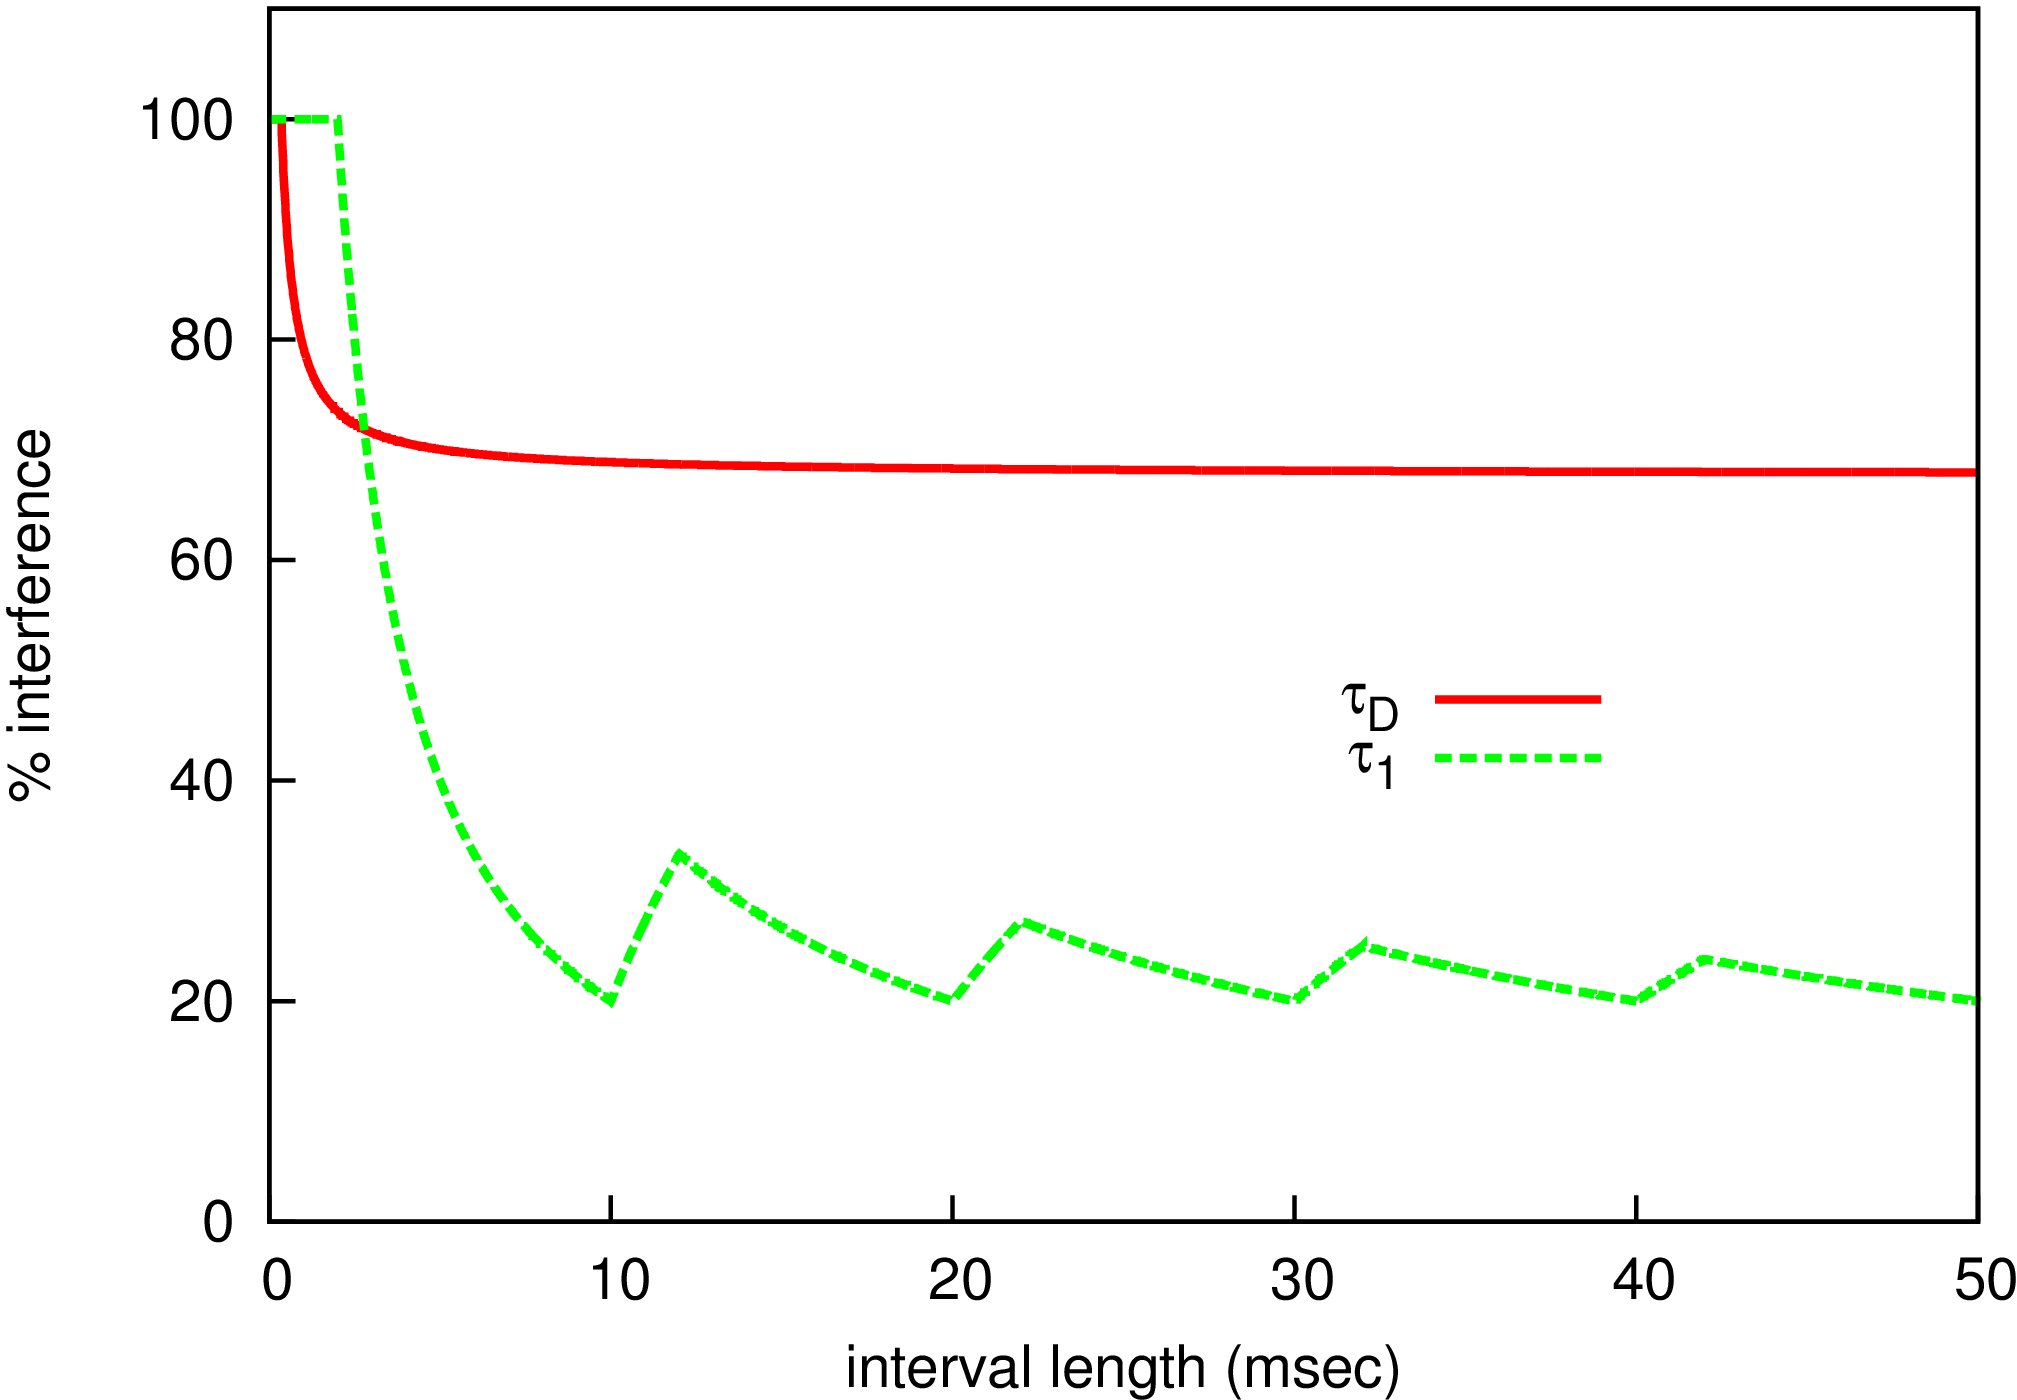 % interference
100
80
60
40
20
0
τD
τ1
0 10 20 30 40 50
interval length (msec)